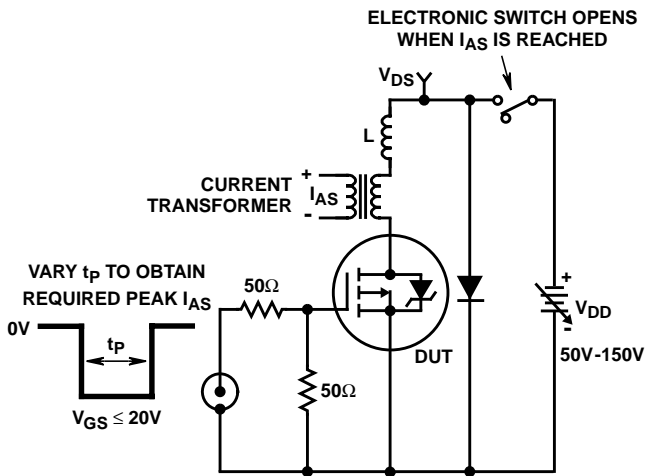 ELECTRONIC SWITCH OPENS
WHEN IAS IS REACHED
VDS
L
+
CURRENT
TRANSFORMER
IAS
-
VARY tP TO OBTAIN
REQUIRED PEAK IAS
50Ω
0V
tP
VGS ≤ 20V
50Ω
DUT
+
VDD
-
50V-150V